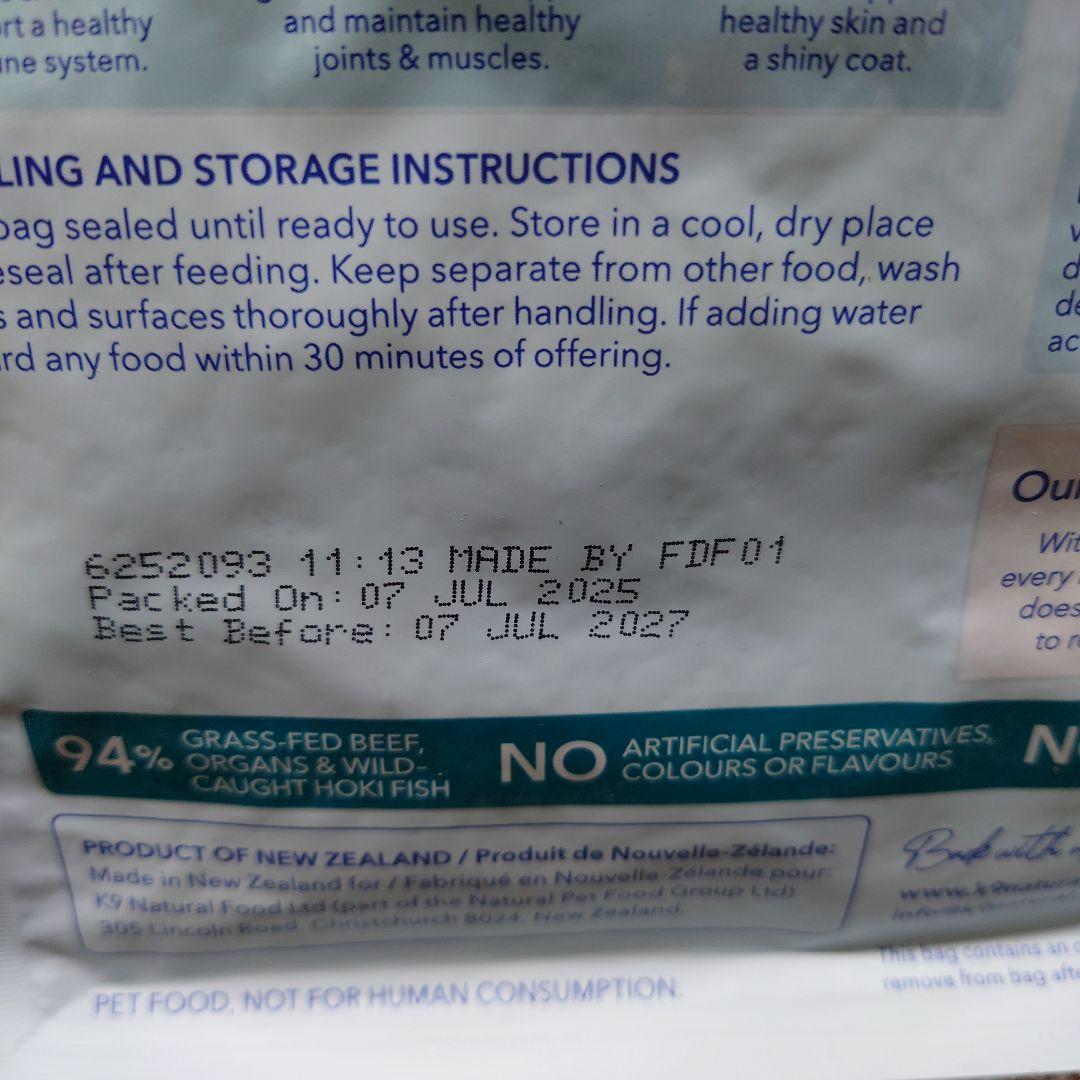 rt a healthy
ne system.
and maintain healthy
joints & muscles.
healthy skin and
a shiny coat.
LING AND STORAGE INSTRUCTIONS
bag sealed until ready to use. Store in a cool, dry place
eseal after feeding. Keep separate from other food, wash
s and surfaces thoroughly after handling. If adding water
rd any food within 30 minutes of offering.
6252093 11:13 MADE BY FDF01
Packed On: 07 JUL 2025
Best Before: 07 JUL 2027
Our
With
every
does
to r
94% GRASS-FED BEEF,
ORGANS & WILD-
CAUGHT HOKI FISH
NO ARTIFICIAL PRESERVATIVES,
COLOURS OR FLAVOURS
PRODUCT OF NEW ZEALAND / Produit de Nouvelle-Zélande:
Made in New Zealand for / Fabriqué en Nouvelle-Zélande pour:
K9 Natural Food Ltd (part of the Natural Pet Food Group Ltd)
305 Lincoln Road, Christchurch 8024, New Zealand.
This bag contains an
remove from bag
PET FOOD, NOT FOR HUMAN CONSUMPTION.